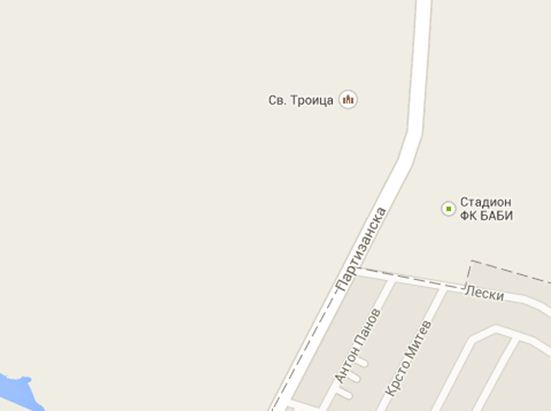 Св. Троица
Стадион
ФК БАБИ
Партизанска
Лески
Антон Панов
Крсто Митев